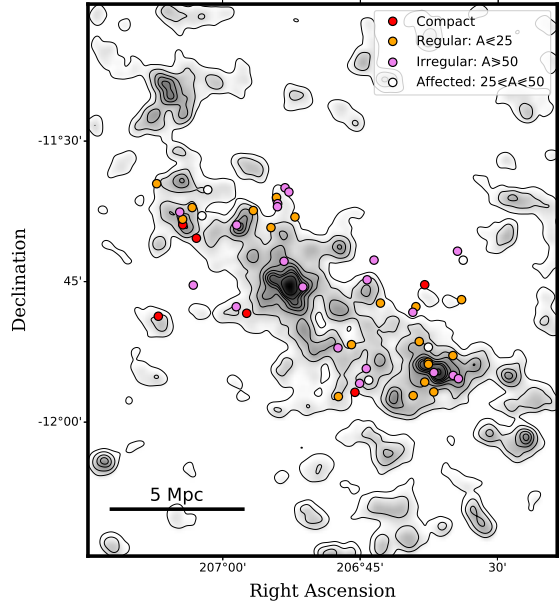 Compact
Regular: A⩽25
Irregular: A⩾50
Affected: 25⩽A⩽50
-11°30'
45'
-12°00'
Declination
5 Mpc
207°00' 206°45' 30'
Right Ascension